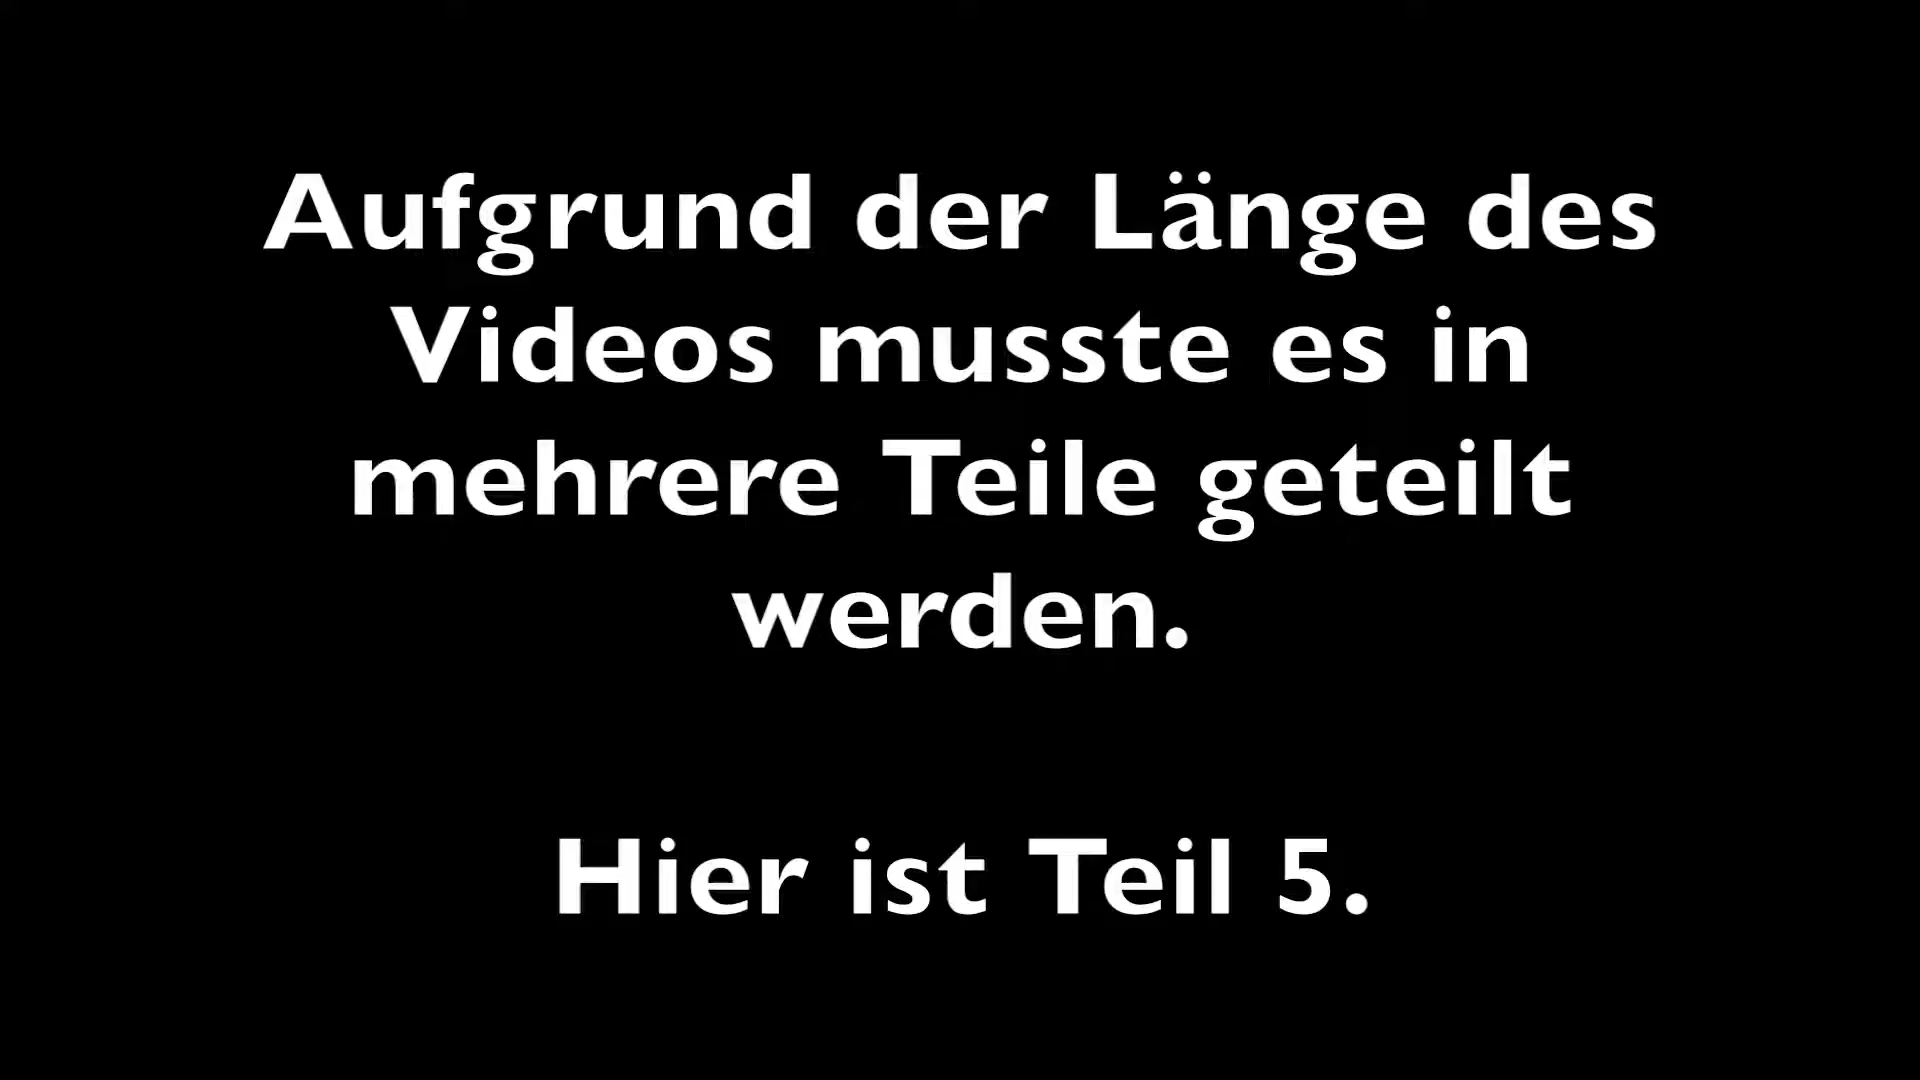 Aufgrund der Länge des
Videos musste es in
mehrere Teile geteilt
werden.
Hier ist Teil 5.